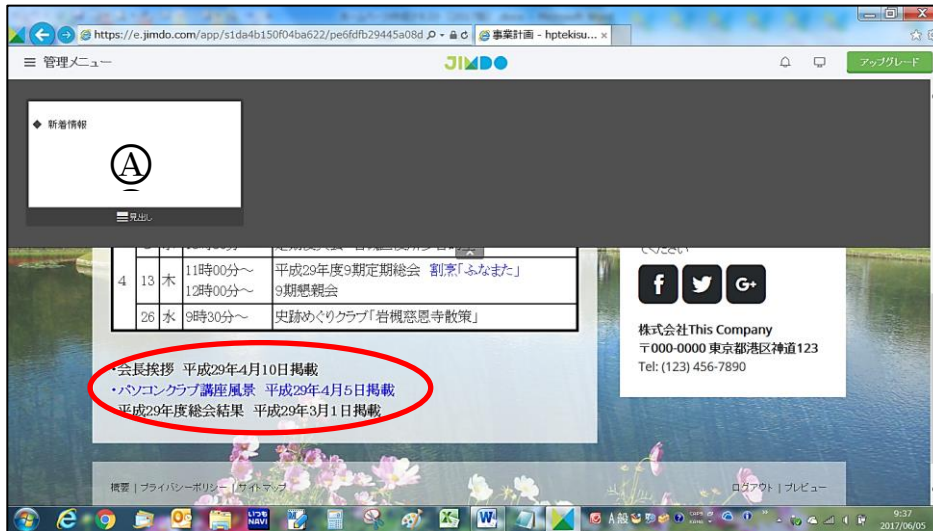 https://e.jimdo.com/app/s1da4b150f04ba622/pe6fdfb29445a08d
事業計画 - hptekisu...
管理メニュー
JIMDO
アップグレード
◆ 新着情報
Ⓐ
見出し
4 13 木 11時00分～ 平成29年度9期定期総会 割烹「ふなまた」
12時00分～ 9期懇親会
26 水 9時30分～ 史跡めぐりクラブ「岩槻慈恩寺散策」
ください
f G+
株式会社This Company
〒000-0000 東京都港区神道123
Tel: (123) 456-7890
・会長挨拶 平成29年4月10日掲載
・パソコンクラブ講座風景 平成29年4月5日掲載
・平成29年度総会結果 平成29年3月1日掲載
概要 | プライバシーポリシー | サイトマップ
ログアウト | プレビュー
いつも
NAVI
A 般
9:37
2017/06/05